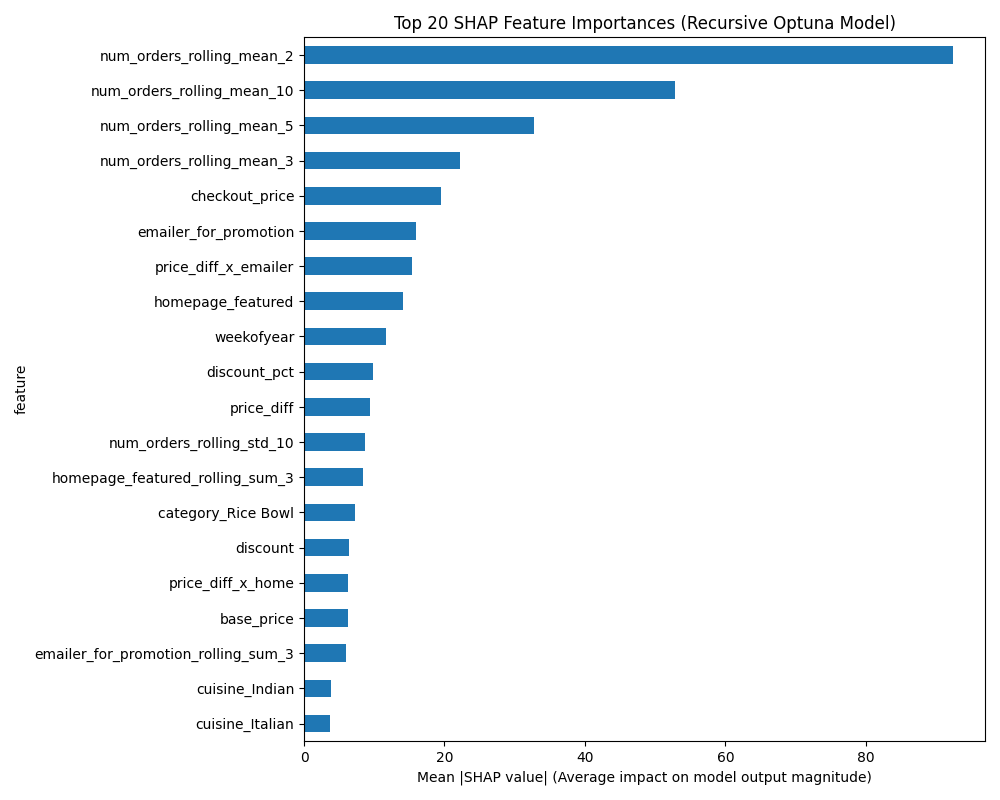 Top 20 SHAP Feature Importances (Recursive Optuna Model)
num_orders_rolling_mean_2
num_orders_rolling_mean_10
num_orders_rolling_mean_5
num_orders_rolling_mean_3
checkout_price
emailer_for_promotion
price_diff_x_emailer
homepage_featured
weekofyear
discount_pct
price_diff
num_orders_rolling_std_10
homepage_featured_rolling_sum_3
category_Rice Bowl
discount
price_diff_x_home
base_price
emailer_for_promotion_rolling_sum_3
cuisine_Indian
cuisine_Italian
feature
0 20 40 60 80
Mean |SHAP value| (Average impact on model output magnitude)